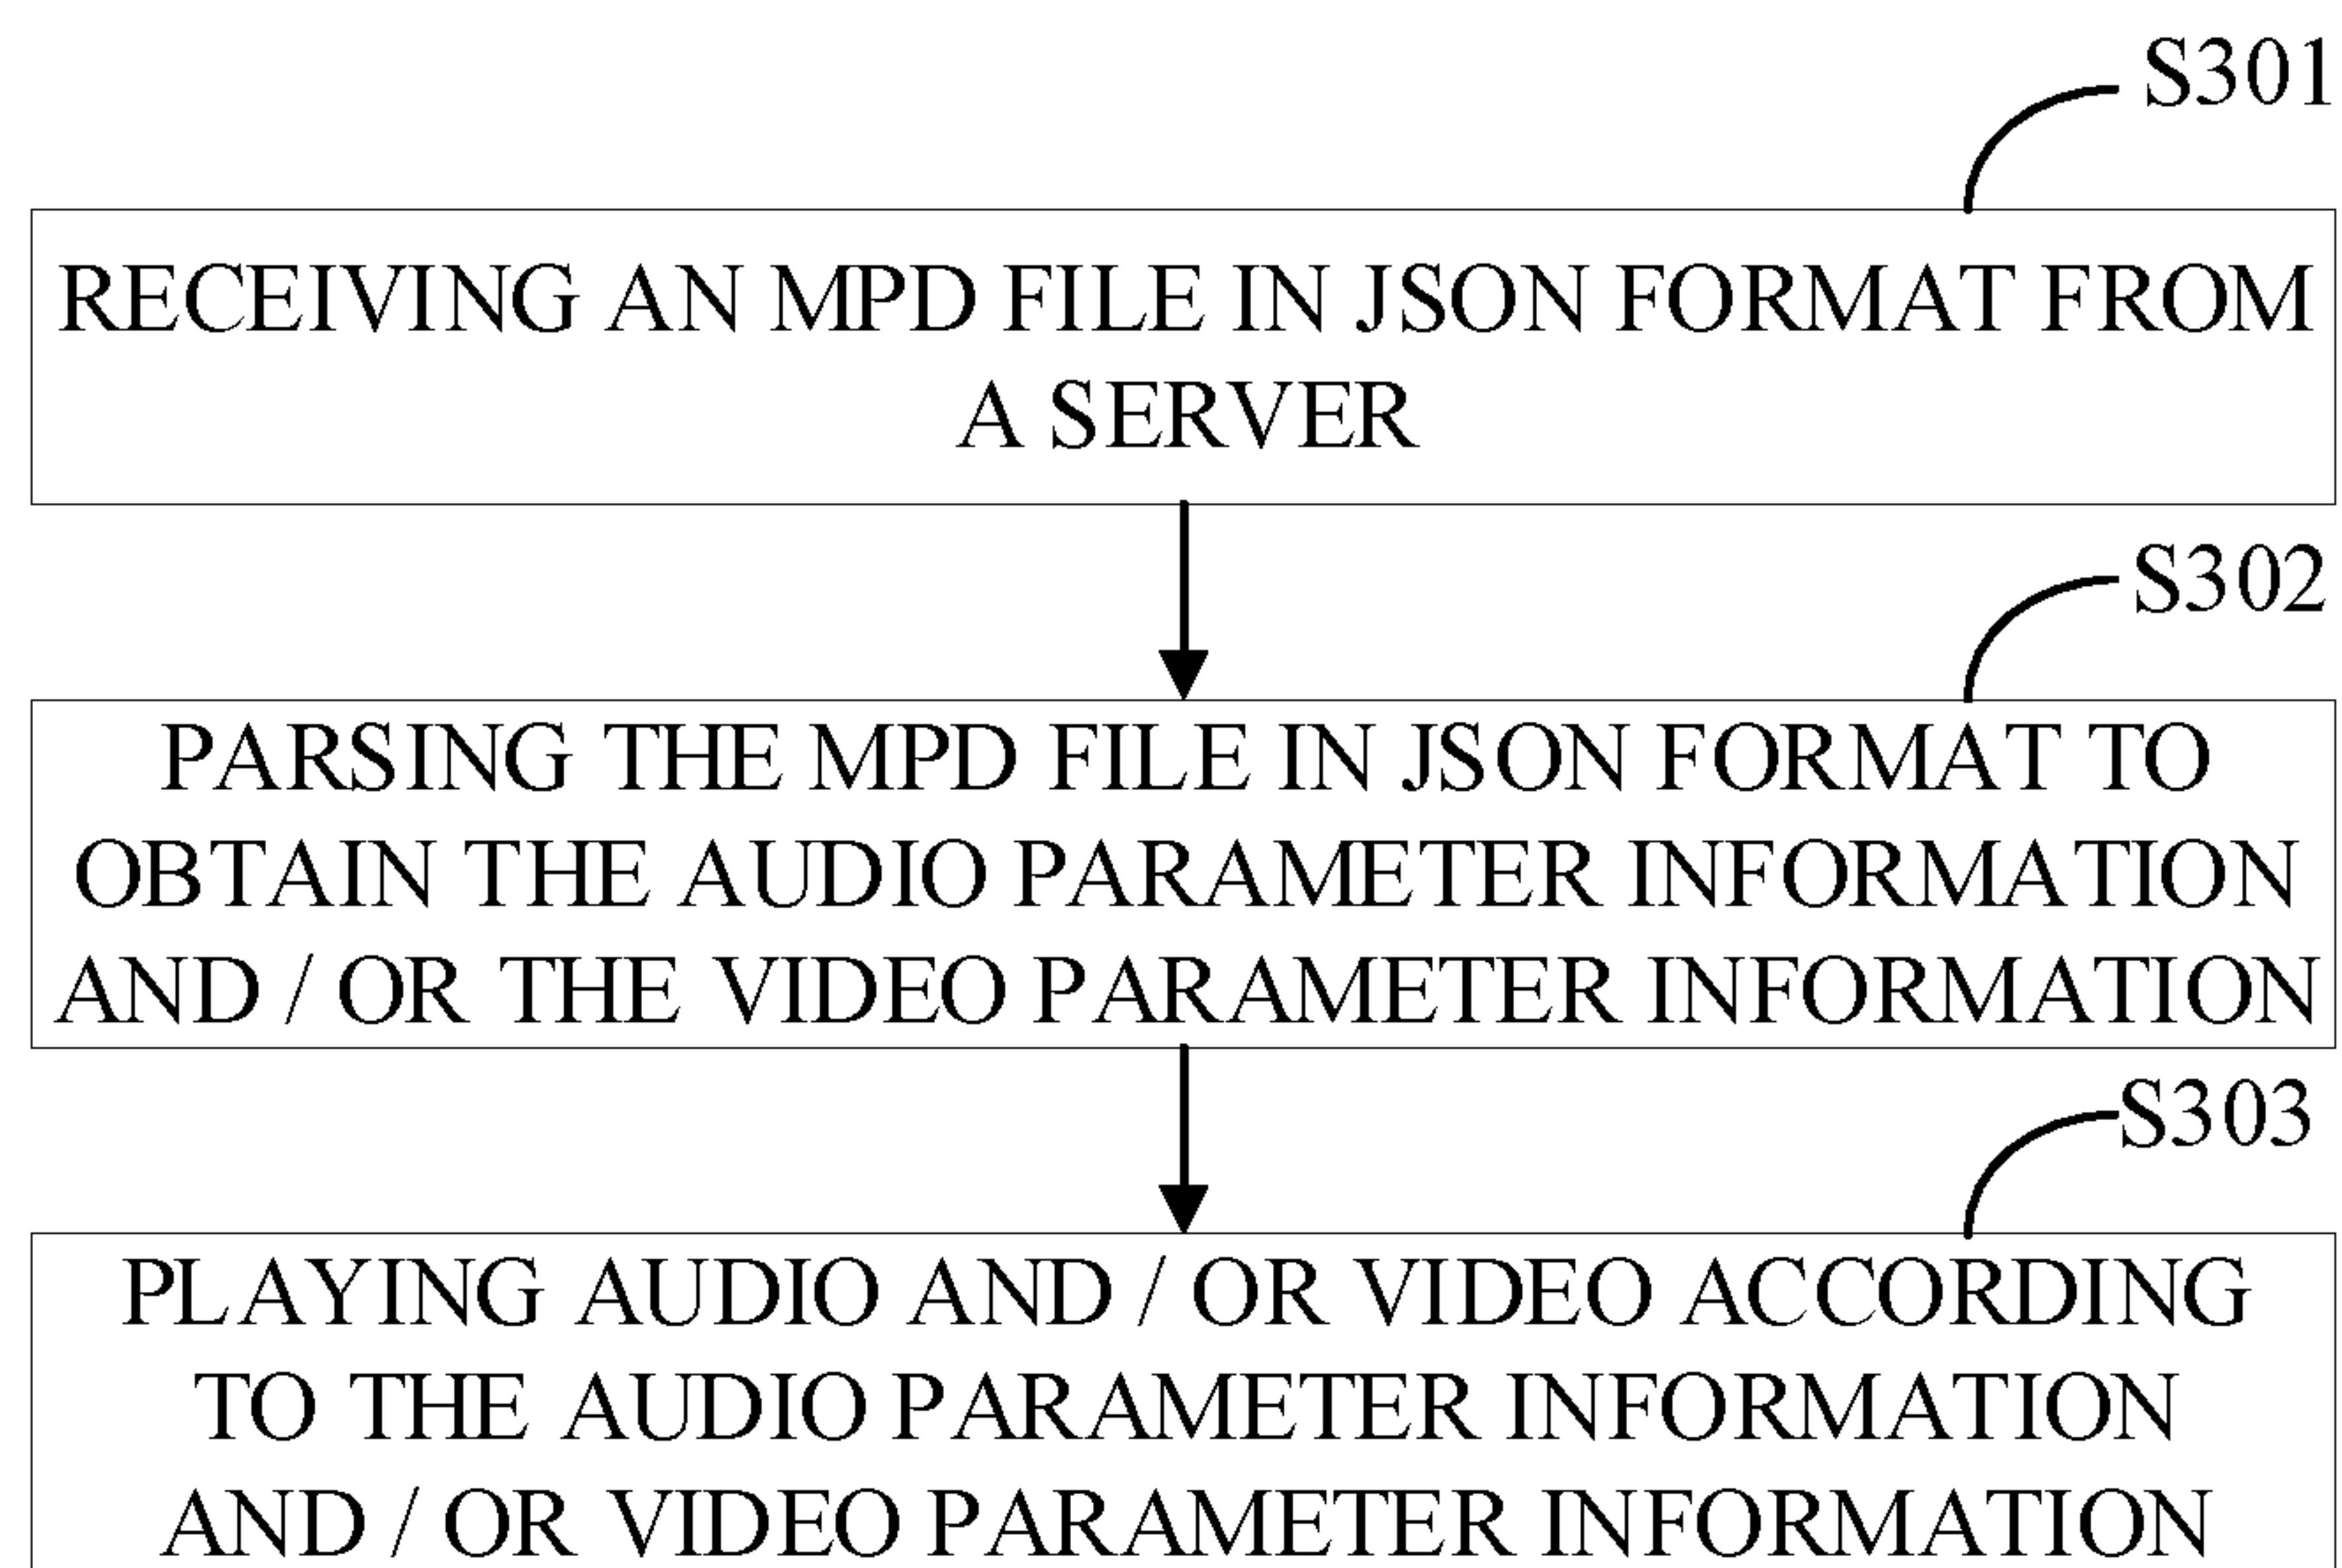 S301
RECEIVING AN MPD FILE IN JSON FORMAT FROM
A SERVER
S302
PARSING THE MPD FILE IN JSON FORMAT TO
OBTAIN THE AUDIO PARAMETER INFORMATION
AND / OR THE VIDEO PARAMETER INFORMATION
S303
PLAYING AUDIO AND / OR VIDEO ACCORDING
TO THE AUDIO PARAMETER INFORMATION
AND / OR VIDEO PARAMETER INFORMATION